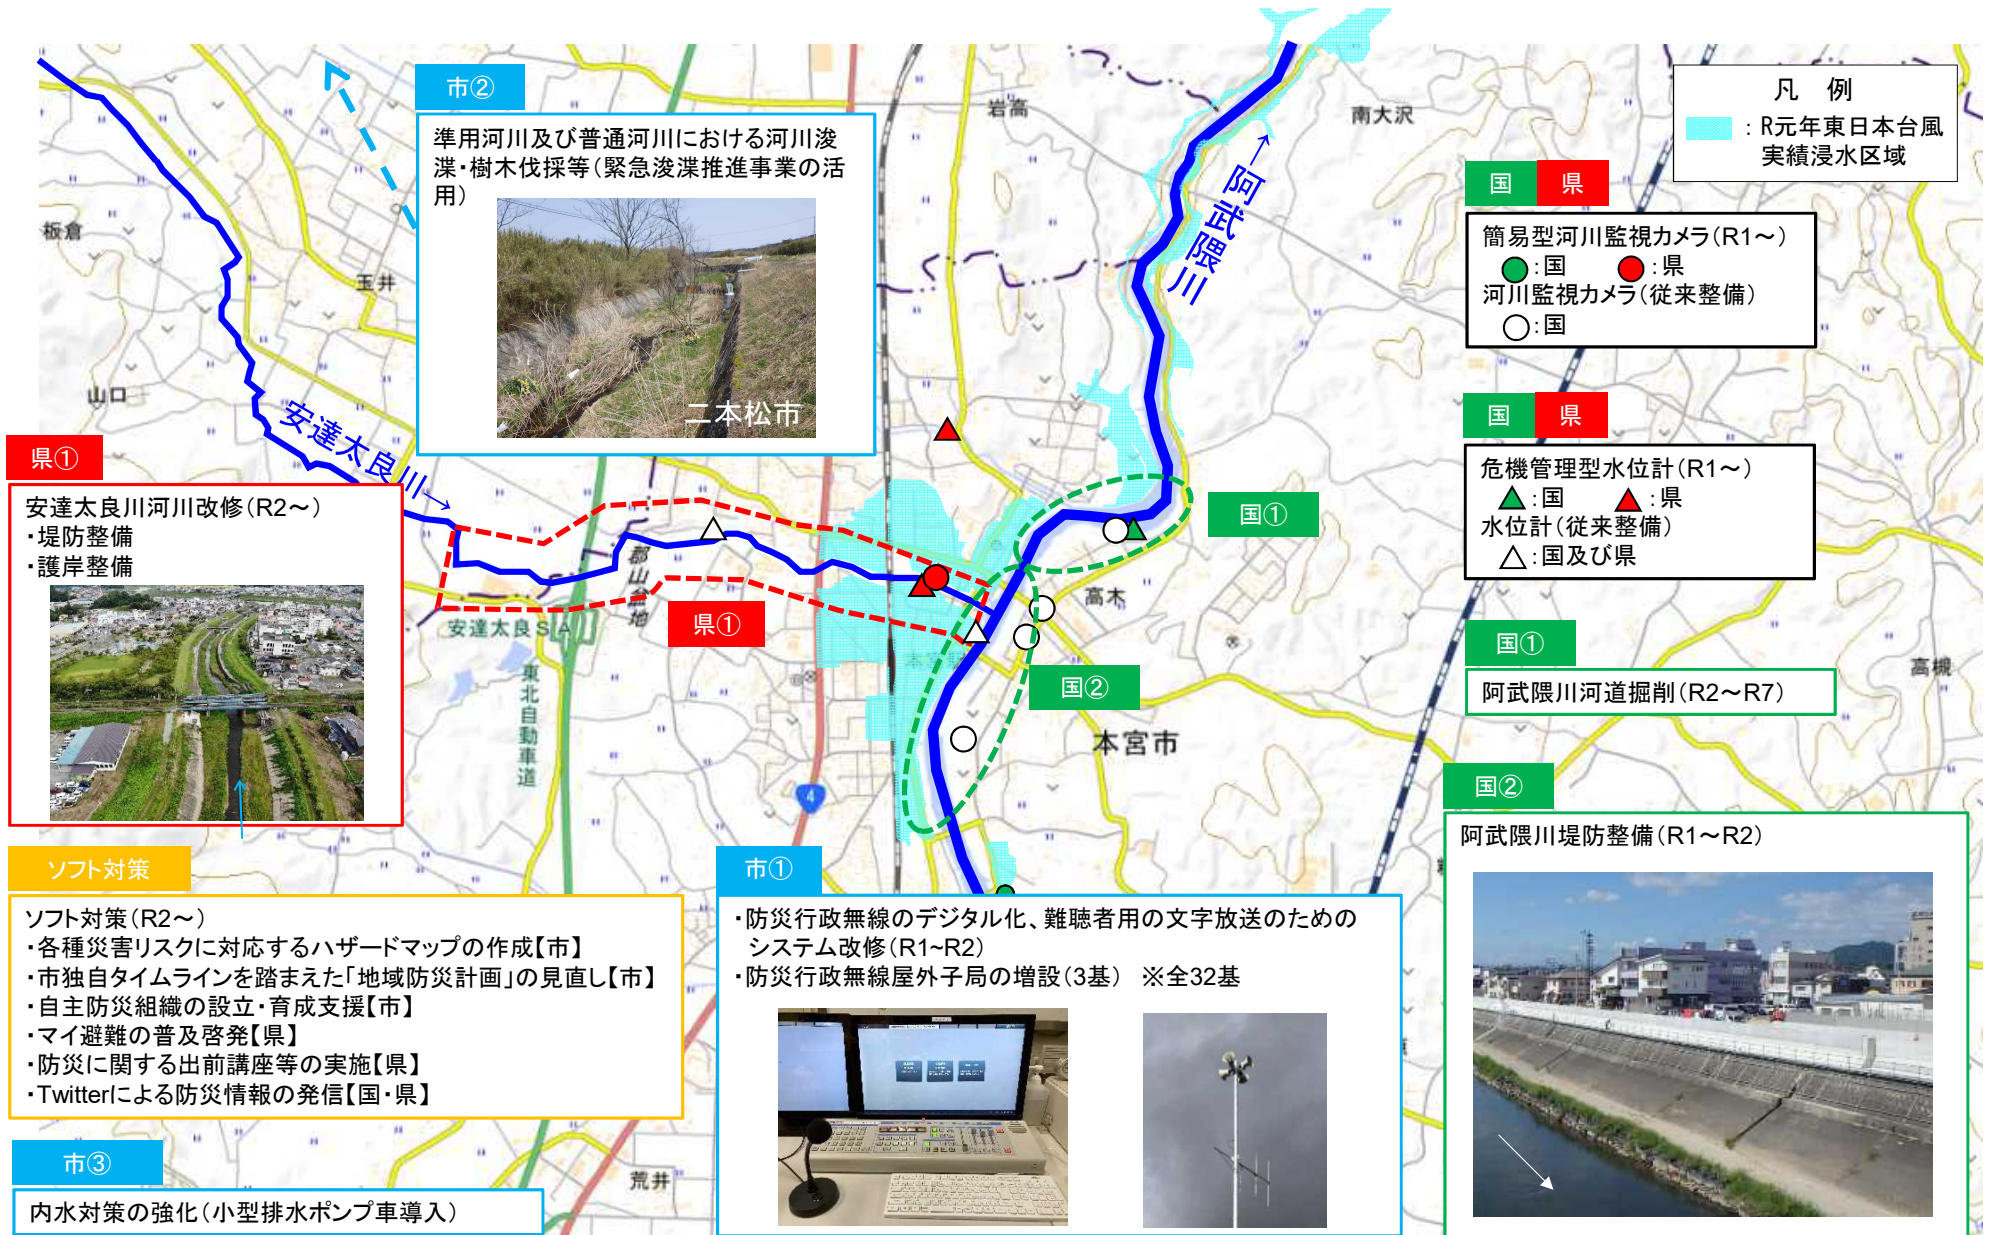 市②
準用河川及び普通河川における河川浚
渫・樹木伐採等(緊急浚渫推進事業の活
用)
二本松市
凡 例
:R元年東日本台風
実績浸水区域
国 県
簡易型河川監視カメラ(R1～)
:国 :県
河川監視カメラ(従来整備)
:国
国 県
危機管理型水位計(R1～)
:国 :県
水位計(従来整備)
:国及び県
国①
阿武隈川河道掘削(R2～R7)
国②
阿武隈川堤防整備(R1～R2)
県①
安達太良川河川改修(R2～)
・堤防整備
・護岸整備
ソフト対策
ソフト対策(R2～)
・各種災害リスクに対応するハザードマップの作成【市】
・市独自タイムラインを踏まえた「地域防災計画」の見直し【市】
・自主防災組織の設立・育成支援【市】
・マイ避難の普及啓発【県】
・防災に関する出前講座等の実施【県】
・Twitterによる防災情報の発信【国・県】
市③
内水対策の強化(小型排水ポンプ車導入)
市①
・防災行政無線のデジタル化、難聴者用の文字放送のための
システム改修(R1~R2)
・防災行政無線屋外子局の増設(3基) ※全32基
安達太良川→
←阿武隈川
国①
国②
県①
岩高
南大沢
板倉
玉井
山口
郡山盆地
安達太良SA
東北自動車道
高木
本宮市
高槻
荒井
4